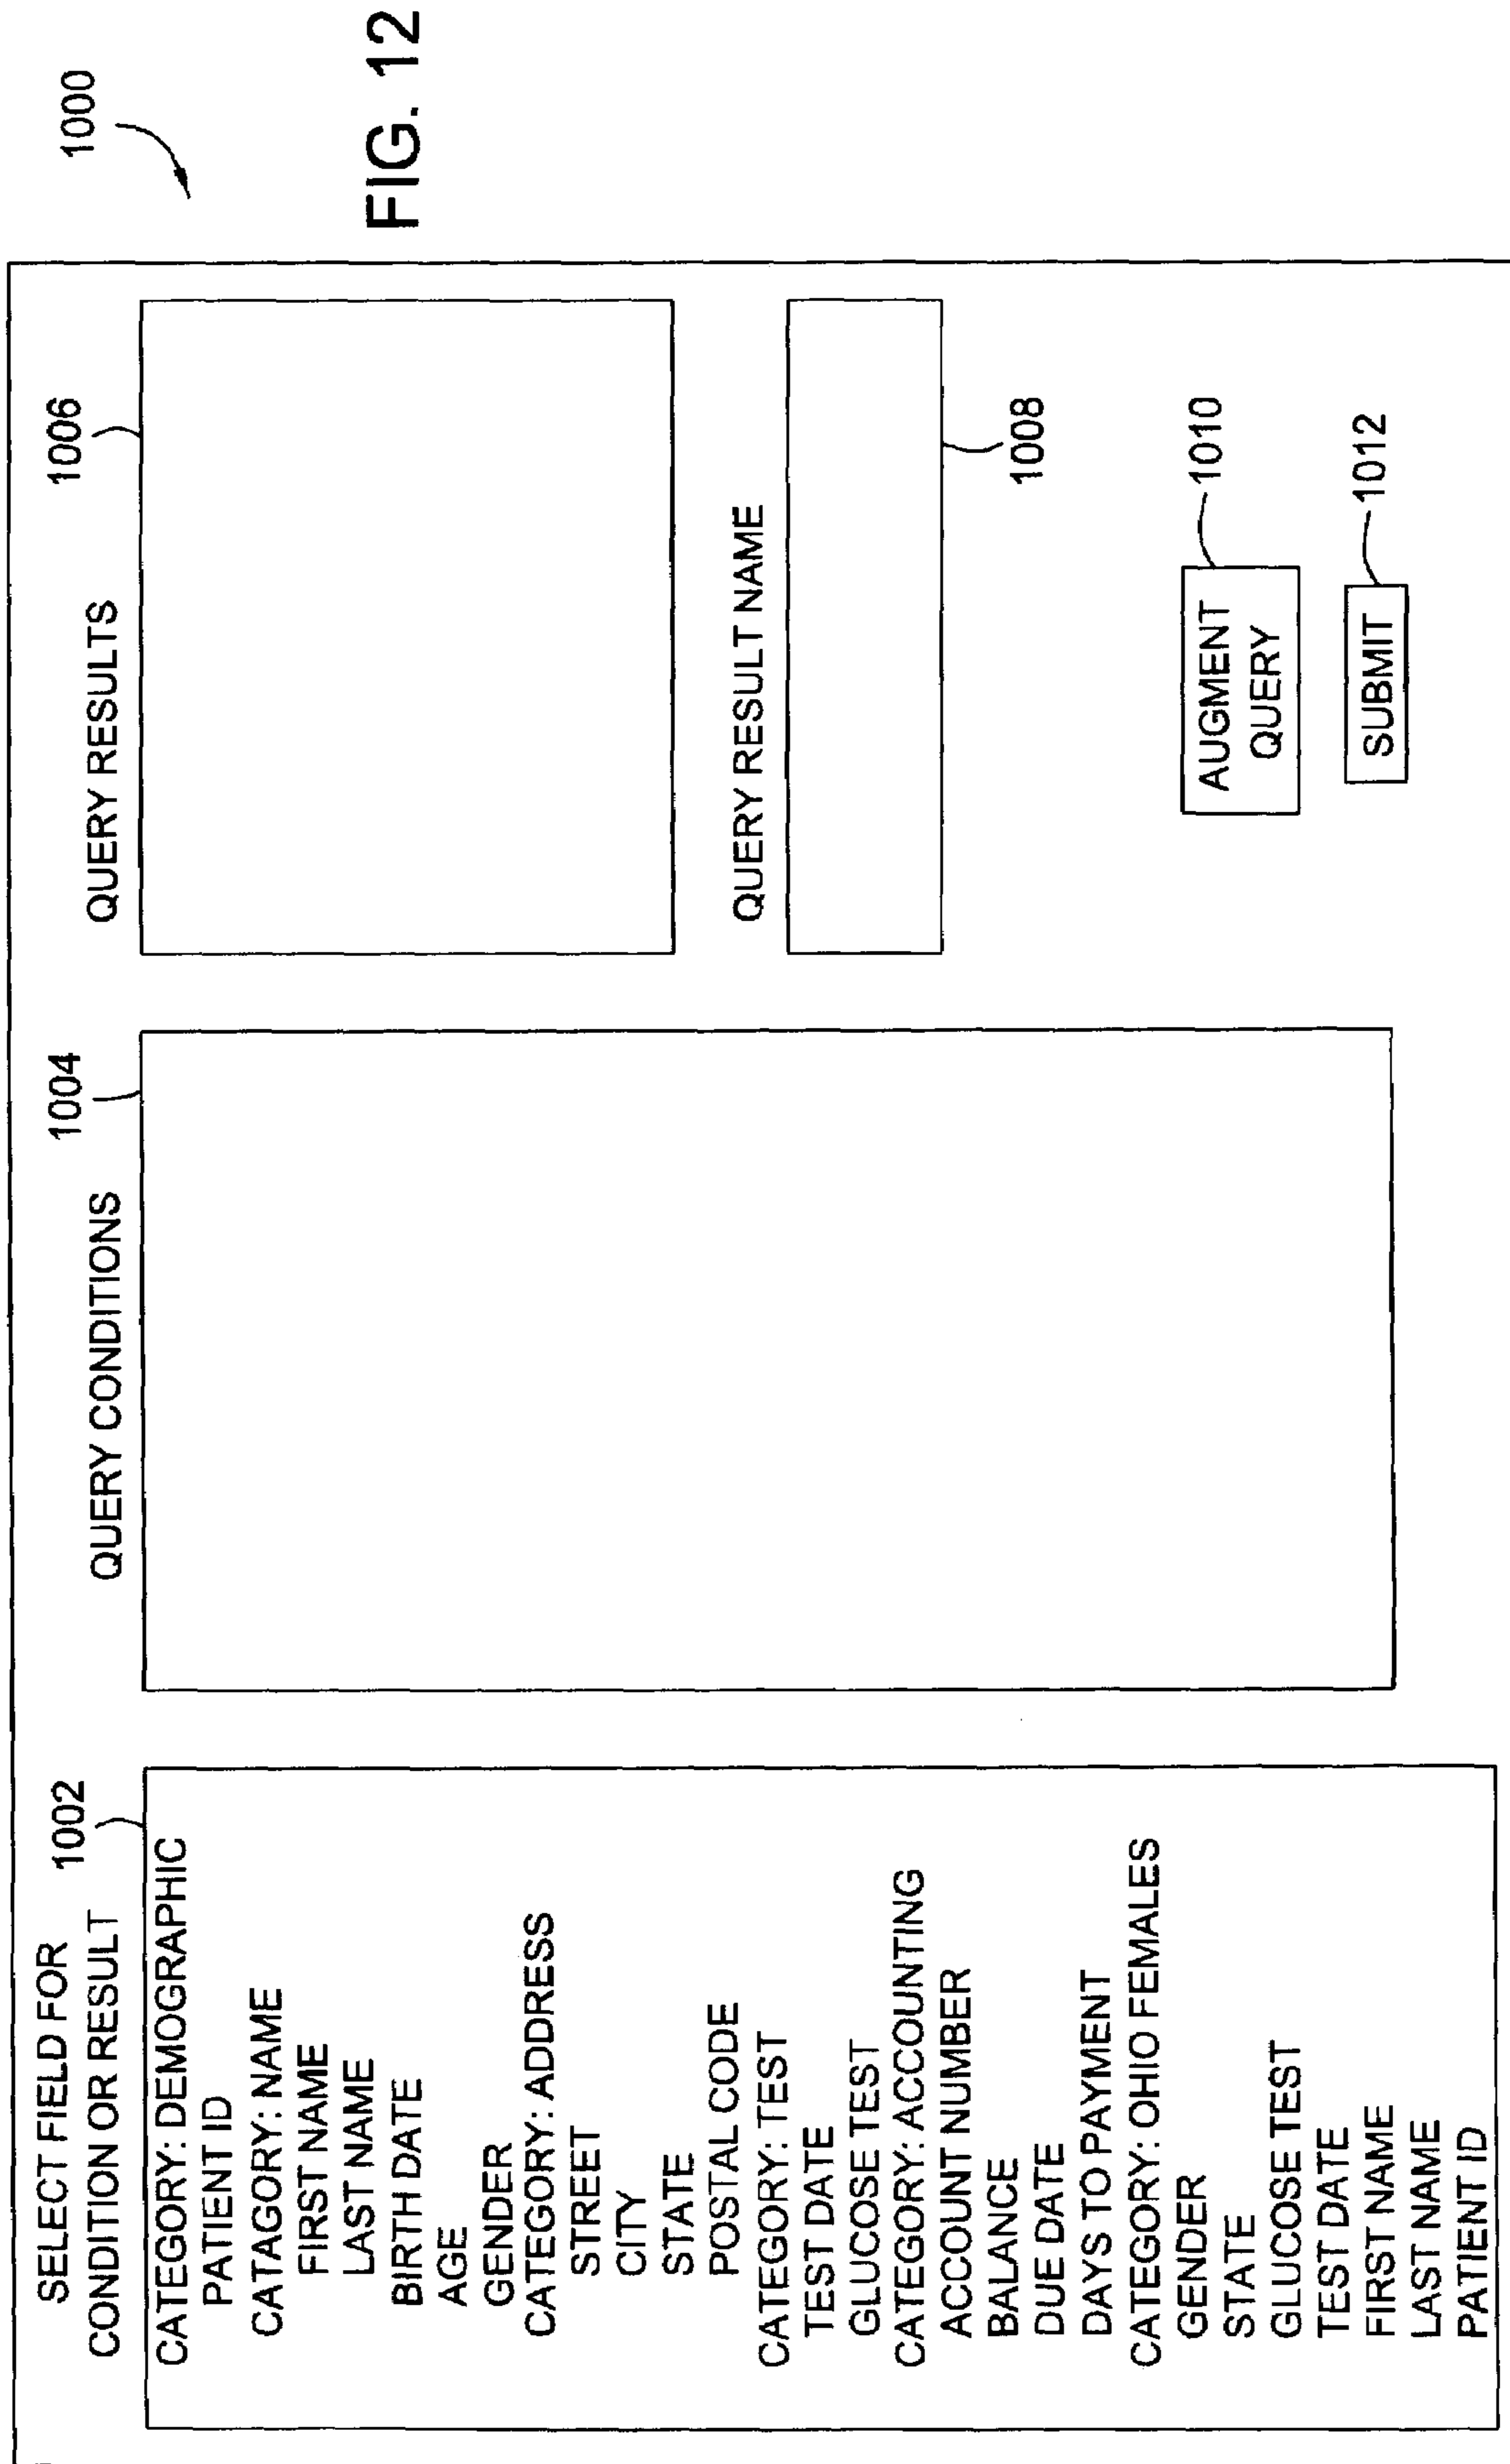 1000
FIG. 12
SELECT FIELD FOR
CONDITION OR RESULT
1002
CATEGORY: DEMOGRAPHIC
PATIENT ID
CATAGORY: NAME
FIRST NAME
LAST NAME
BIRTH DATE
AGE
GENDER
CATEGORY: ADDRESS
STREET
CITY
STATE
POSTAL CODE
CATEGORY: TEST
TEST DATE
GLUCOSE TEST
CATEGORY: ACCOUNTING
ACCOUNT NUMBER
BALANCE
DUE DATE
DAYS TO PAYMENT
CATEGORY: OHIO FEMALES
GENDER
STATE
GLUCOSE TEST
TEST DATE
FIRST NAME
LAST NAME
PATIENT ID
QUERY CONDITIONS
1004
QUERY RESULTS
1006
QUERY RESULT NAME
1008
AUGMENT
QUERY
1010
SUBMIT
1012